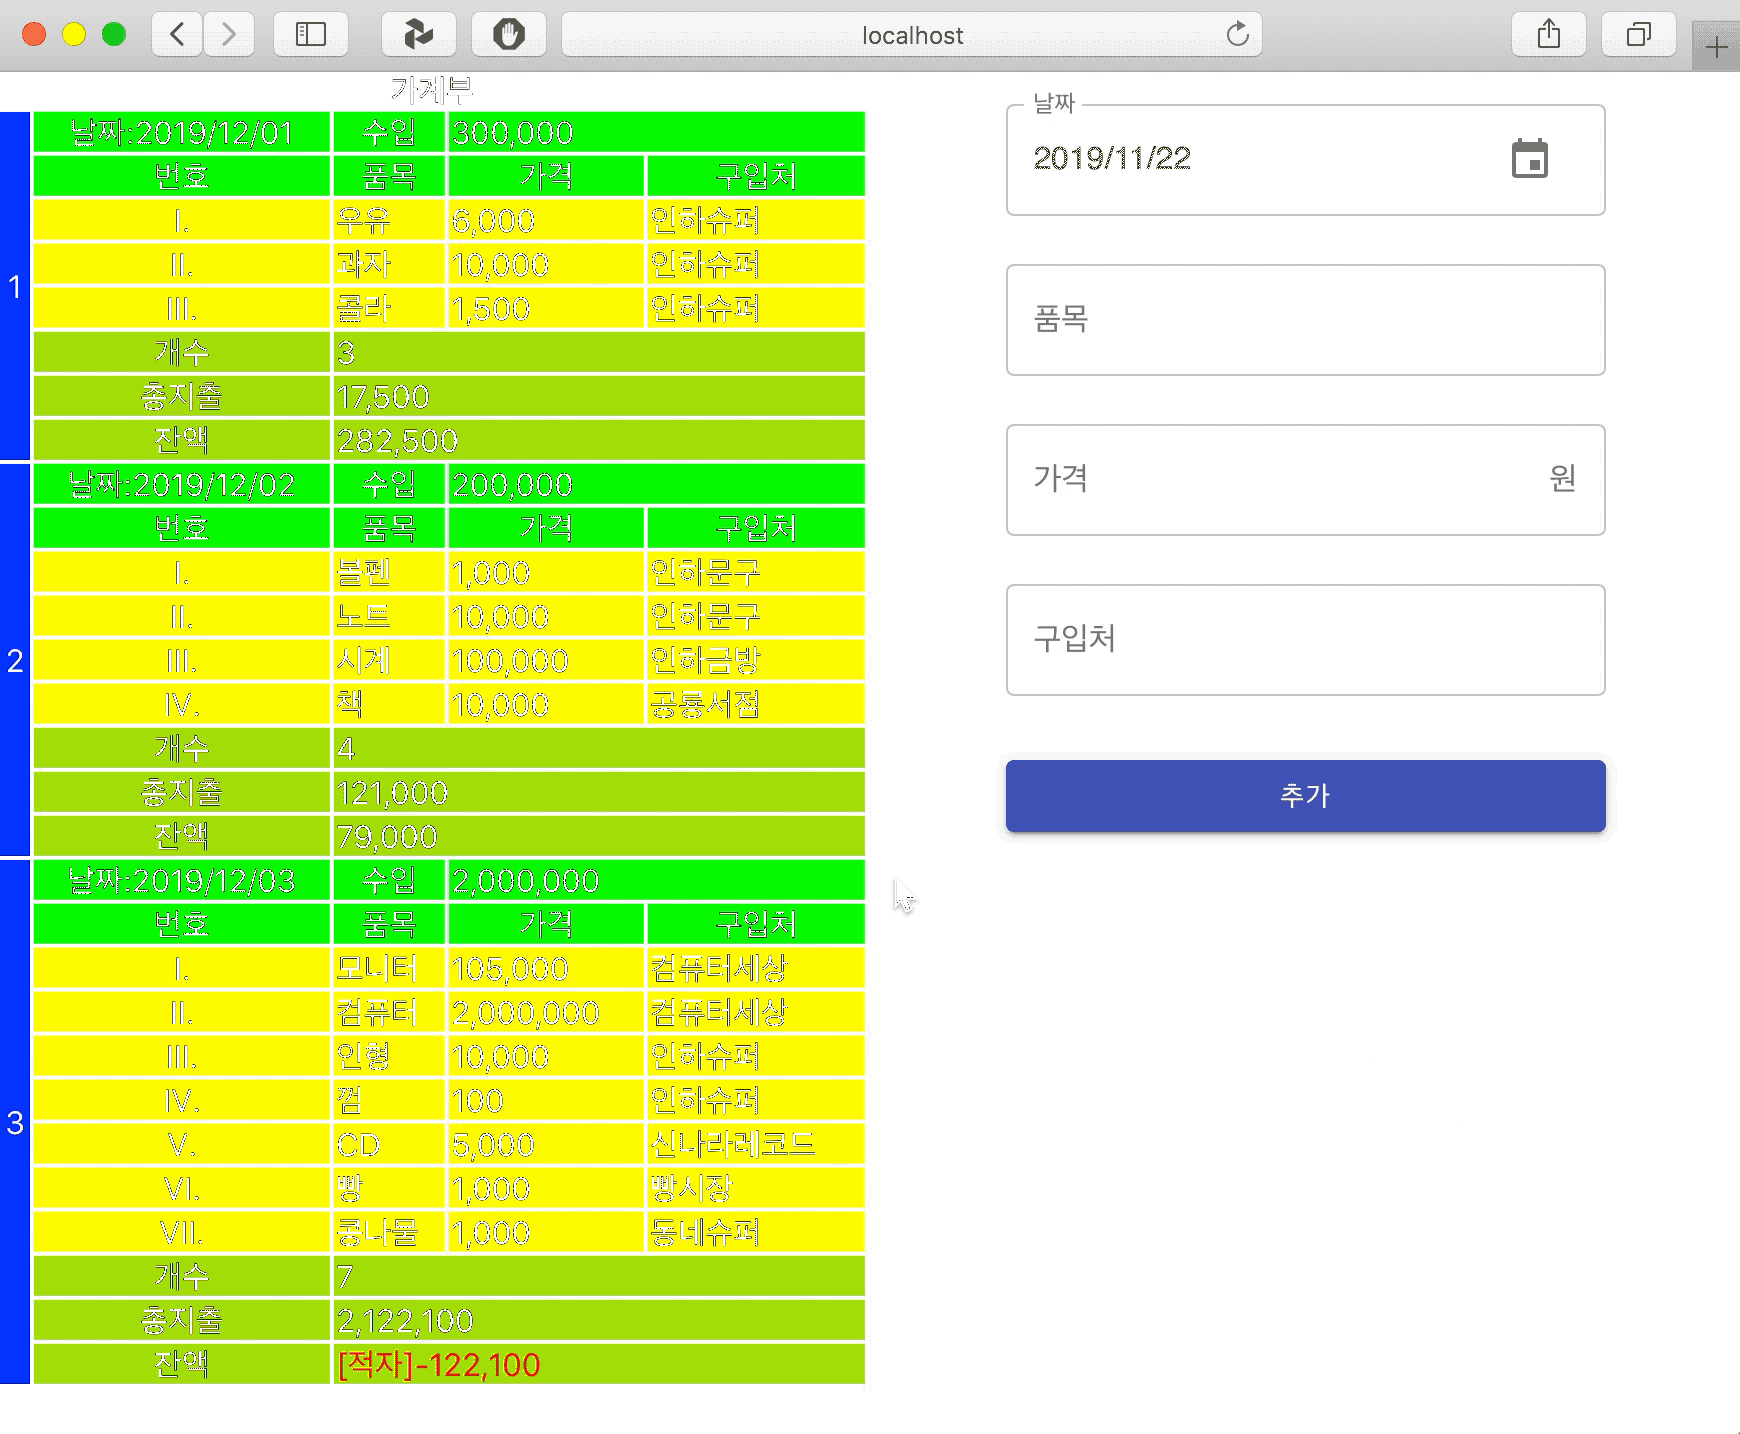 localhost
가계부
1
날짜:2019/12/01 수입 300,000
번호 품목 가격 구입처
I. 우유 6,000 인하슈퍼
II. 과자 10,000 인하슈퍼
III. 콜라 1,500 인하슈퍼
개수 3
총지출 17,500
잔액 282,500
2
날짜:2019/12/02 수입 200,000
번호 품목 가격 구입처
I. 볼펜 1,000 인하문구
II. 노트 10,000 인하문구
III. 시계 100,000 인하금방
IV. 책 10,000 공룡서점
개수 4
총지출 121,000
잔액 79,000
3
날짜:2019/12/03 수입 2,000,000
번호 품목 가격 구입처
I. 모니터 105,000 컴퓨터세상
II. 컴퓨터 2,000,000 컴퓨터세상
III. 인형 10,000 인하슈퍼
IV. 껌 100 인하슈퍼
V. CD 5,000 신나라레코드
VI. 빵 1,000 빵시장
VII. 콩나물 1,000 동네슈퍼
개수 7
총지출 2,122,100
잔액 [적자]-122,100
날짜
2019/11/22
품목
가격 원
구입처
추가